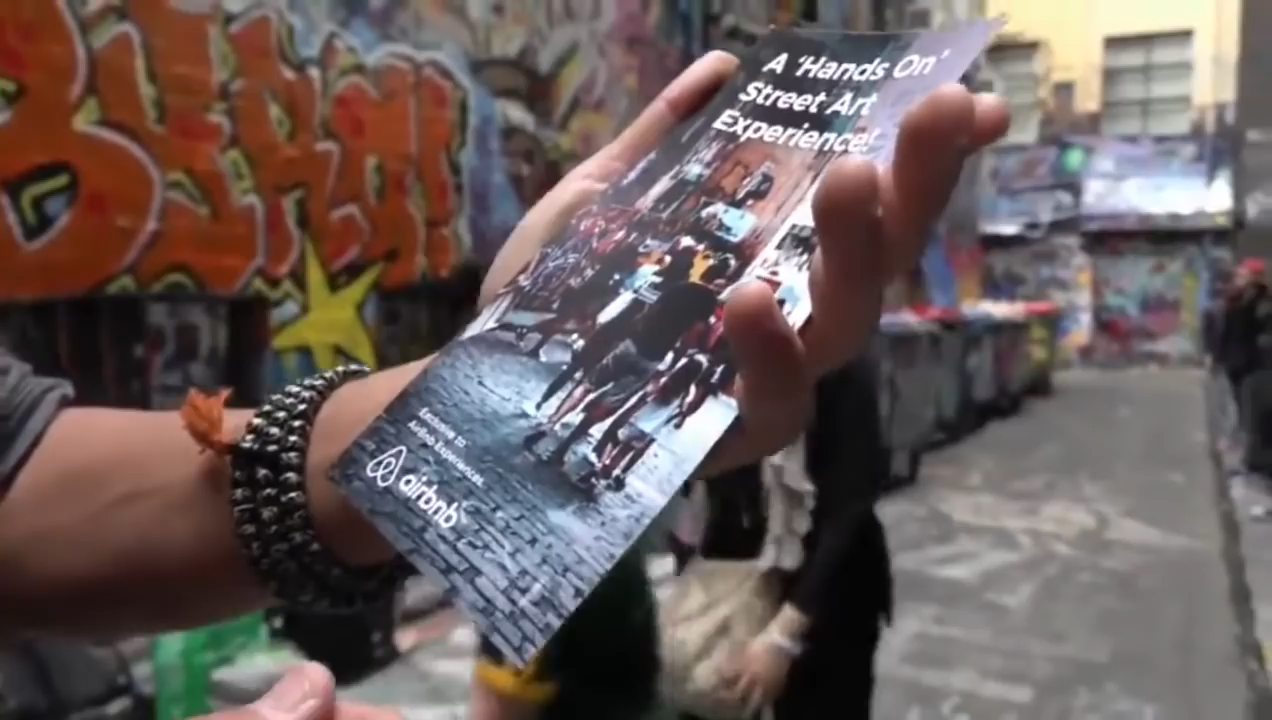 A 'Hands On'
Street Art
Experience!
Exclusive to
Airbnb Experiences.
airbnb